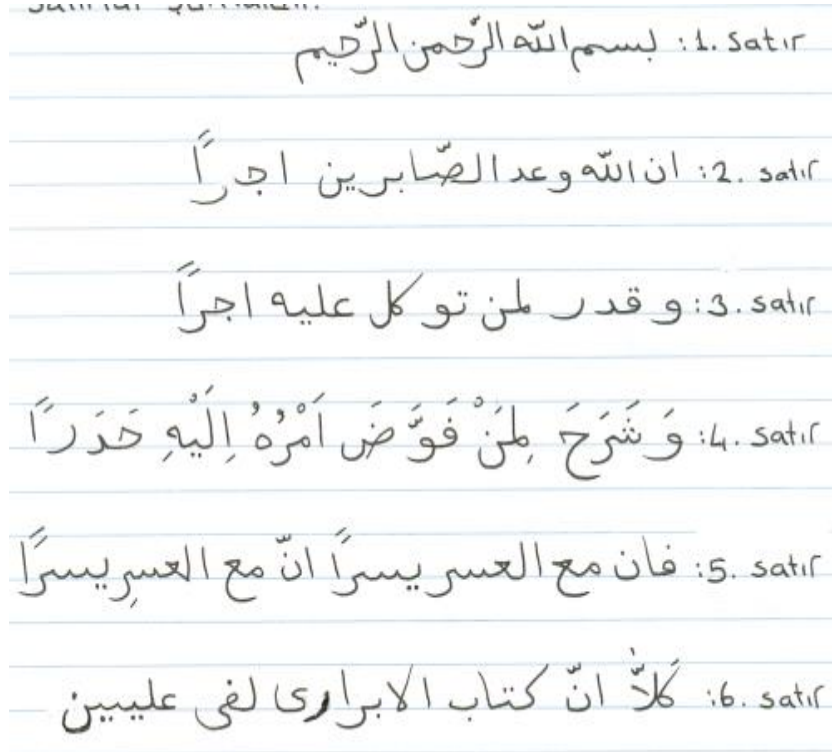 1. satır: بسم الله الرّحمن الرّحيم
2. satır: ان الله وعد الصّابرين اجراً
3. satır: و قدر لمن توكل عليه اجراً
4. satır: وَ شَرَحَ لِمَنْ فَوَّضَ اَمْرُهُ اِلَيْهِ حَدَراً
5. satır: فان مع العسر يسراً انّ مع العسرِ يسراً
6. satır: كَلاَّ انّ كتاب الابرارى لفى عليين